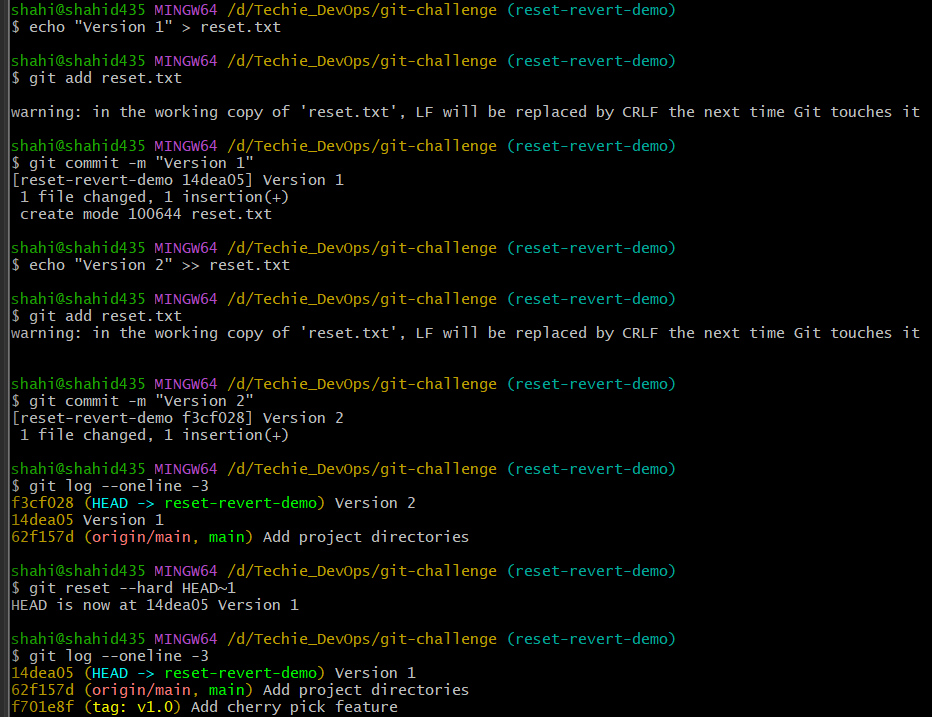 shahi@shahid435 MINGW64 /d/Techie_DevOps/git-challenge (reset-revert-demo)
$ echo "Version 1" > reset.txt
shahi@shahid435 MINGW64 /d/Techie_DevOps/git-challenge (reset-revert-demo)
$ git add reset.txt
warning: in the working copy of 'reset.txt', LF will be replaced by CRLF the next time Git touches it
shahi@shahid435 MINGW64 /d/Techie_DevOps/git-challenge (reset-revert-demo)
$ git commit -m "Version 1"
[reset-revert-demo 14dea05] Version 1
1 file changed, 1 insertion(+)
create mode 100644 reset.txt
shahi@shahid435 MINGW64 /d/Techie_DevOps/git-challenge (reset-revert-demo)
$ echo "Version 2" >> reset.txt
shahi@shahid435 MINGW64 /d/Techie_DevOps/git-challenge (reset-revert-demo)
$ git add reset.txt
warning: in the working copy of 'reset.txt', LF will be replaced by CRLF the next time Git touches it
shahi@shahid435 MINGW64 /d/Techie_DevOps/git-challenge (reset-revert-demo)
$ git commit -m "Version 2"
[reset-revert-demo f3cf028] Version 2
1 file changed, 1 insertion(+)
shahi@shahid435 MINGW64 /d/Techie_DevOps/git-challenge (reset-revert-demo)
$ git log --oneline -3
f3cf028 (HEAD -> reset-revert-demo) Version 2
14dea05 Version 1
62f157d (origin/main, main) Add project directories
shahi@shahid435 MINGW64 /d/Techie_DevOps/git-challenge (reset-revert-demo)
$ git reset --hard HEAD~1
HEAD is now at 14dea05 Version 1
shahi@shahid435 MINGW64 /d/Techie_DevOps/git-challenge (reset-revert-demo)
$ git log --oneline -3
14dea05 (HEAD -> reset-revert-demo) Version 1
62f157d (origin/main, main) Add project directories
f701e8f (tag: v1.0) Add cherry pick feature